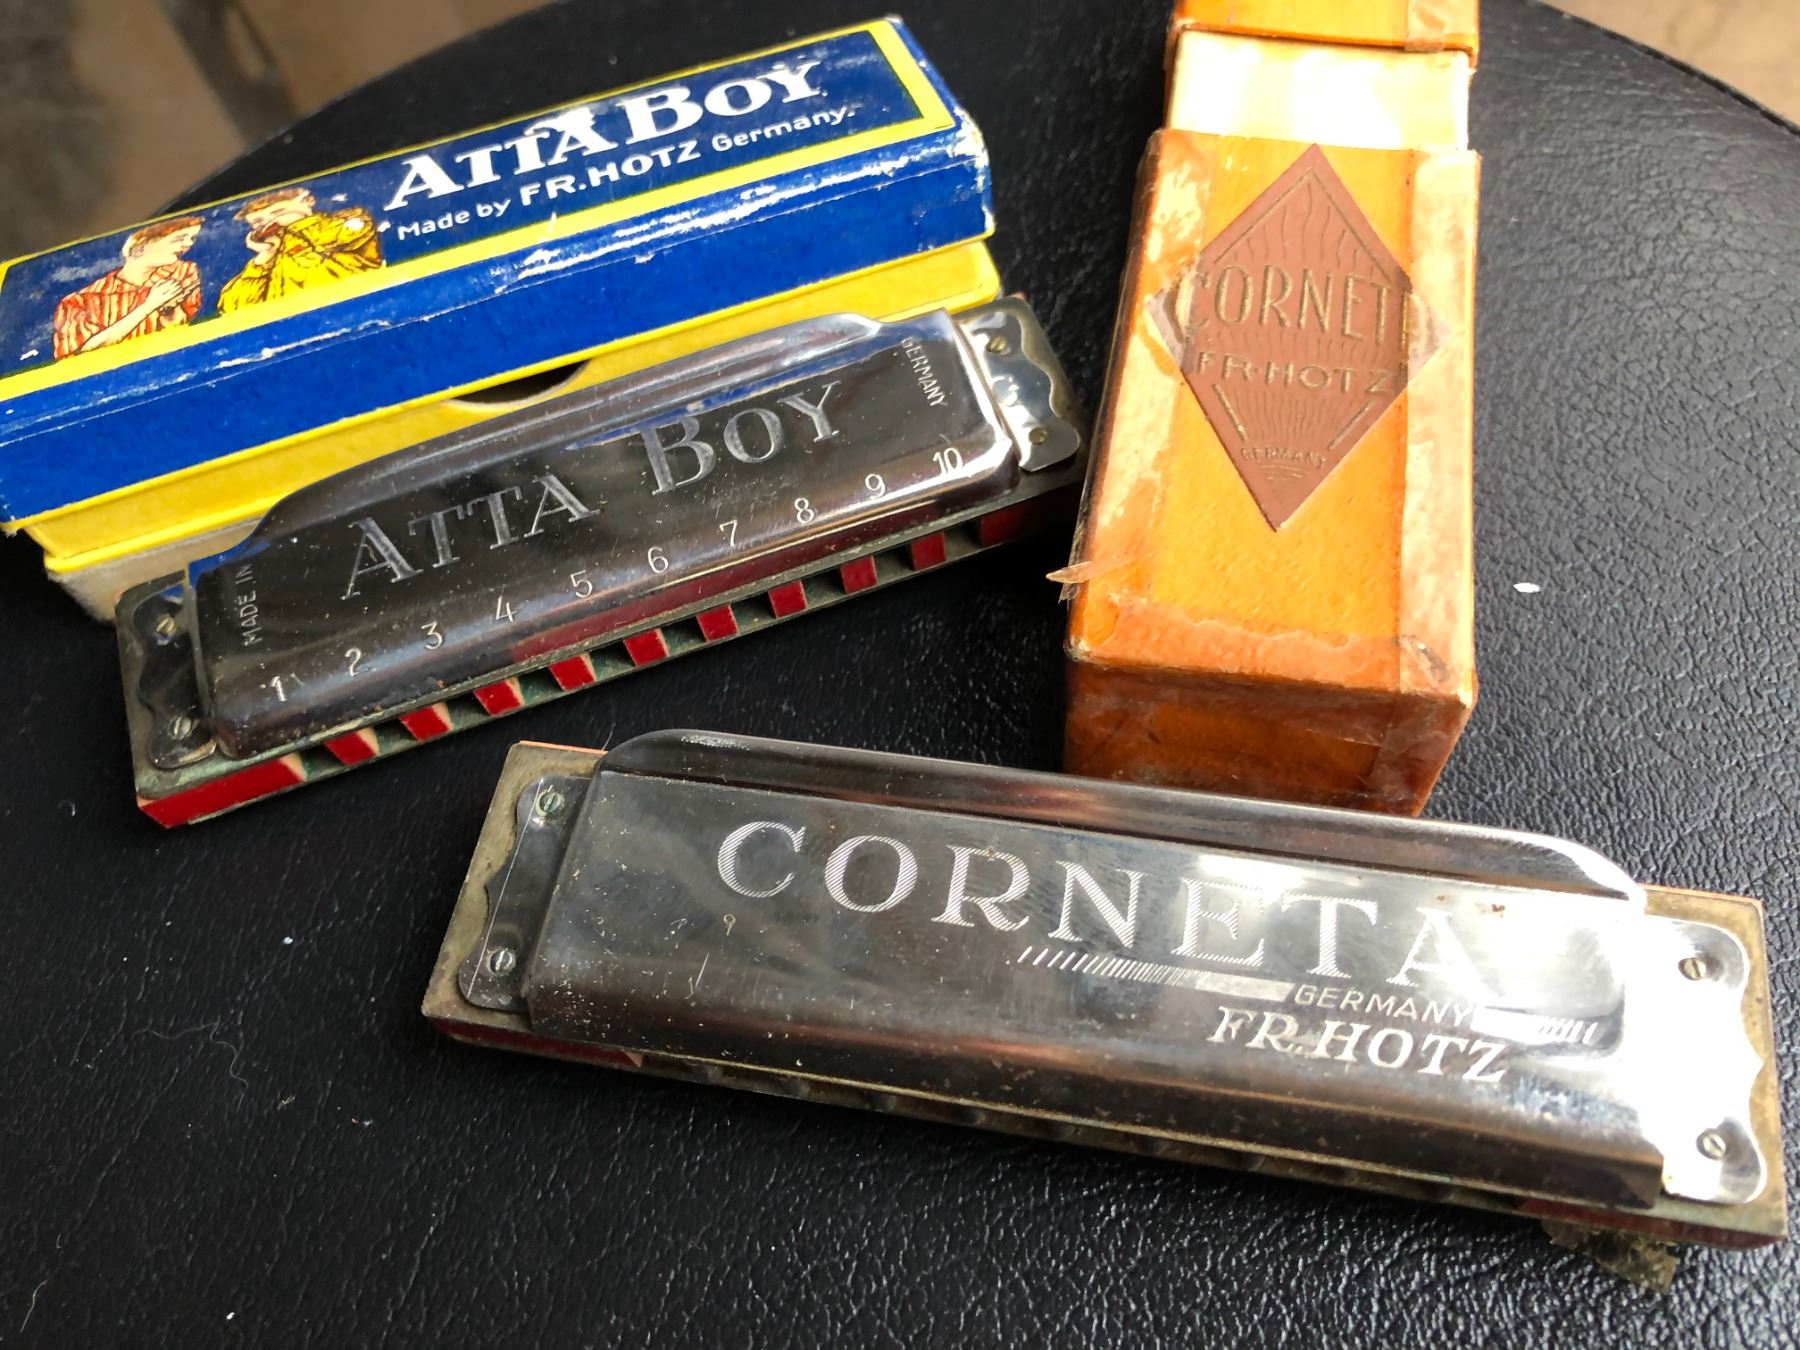 ATTA BOY
Made by FR. HOTZ Germany.
ATTA BOY
MADE IN
GERMANY
1 2 3 4 5 6 7 8 9 10
CORNETA
FR·HOTZ
GERMANY
CORNETA
GERMANY
FR. HOTZ